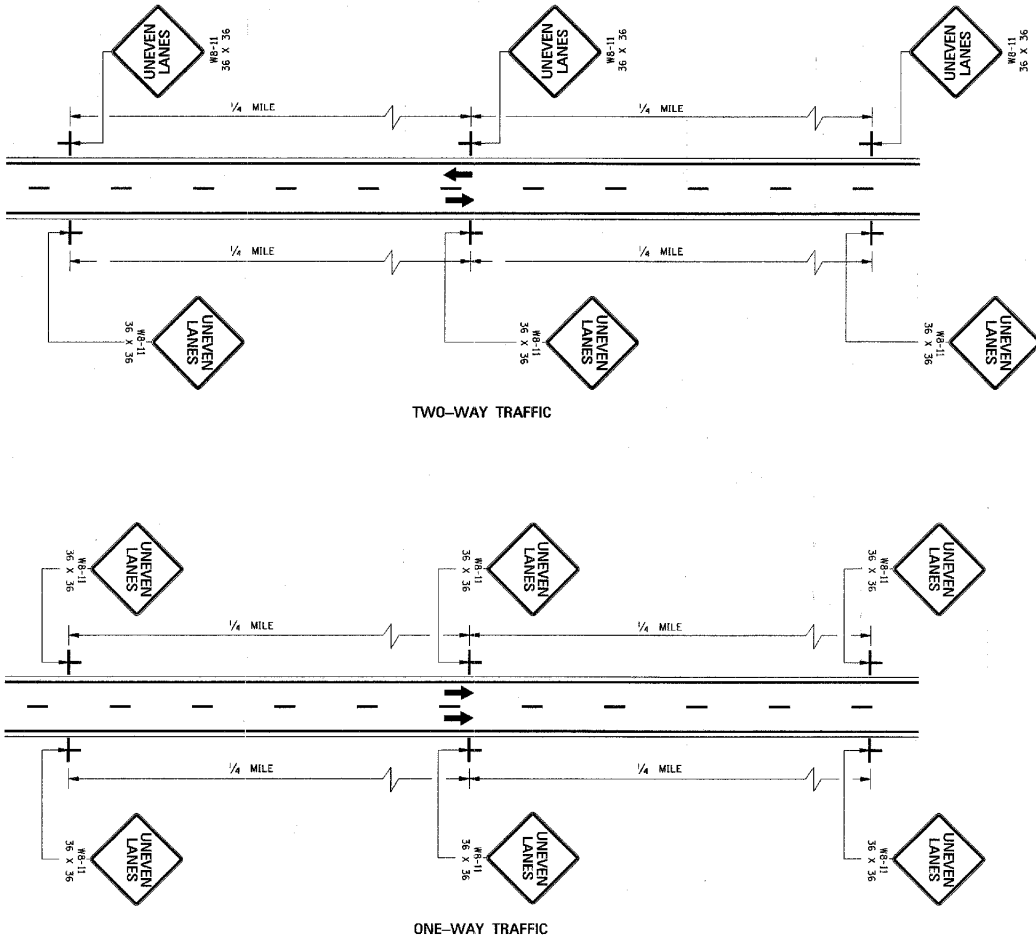 UNEVEN
LANES
W8-11
36 X 36
UNEVEN
LANES
W8-11
36 X 36
UNEVEN
LANES
W8-11
36 X 36
1/4 MILE
1/4 MILE
1/4 MILE
1/4 MILE
W8-11
36 X 36
UNEVEN
LANES
W8-11
36 X 36
UNEVEN
LANES
W8-11
36 X 36
UNEVEN
LANES
TWO-WAY TRAFFIC
W8-11
36 X 36
UNEVEN
LANES
W8-11
36 X 36
UNEVEN
LANES
W8-11
36 X 36
UNEVEN
LANES
1/4 MILE
1/4 MILE
1/4 MILE
1/4 MILE
W8-11
36 X 36
UNEVEN
LANES
W8-11
36 X 36
UNEVEN
LANES
W8-11
36 X 36
UNEVEN
LANES
ONE-WAY TRAFFIC